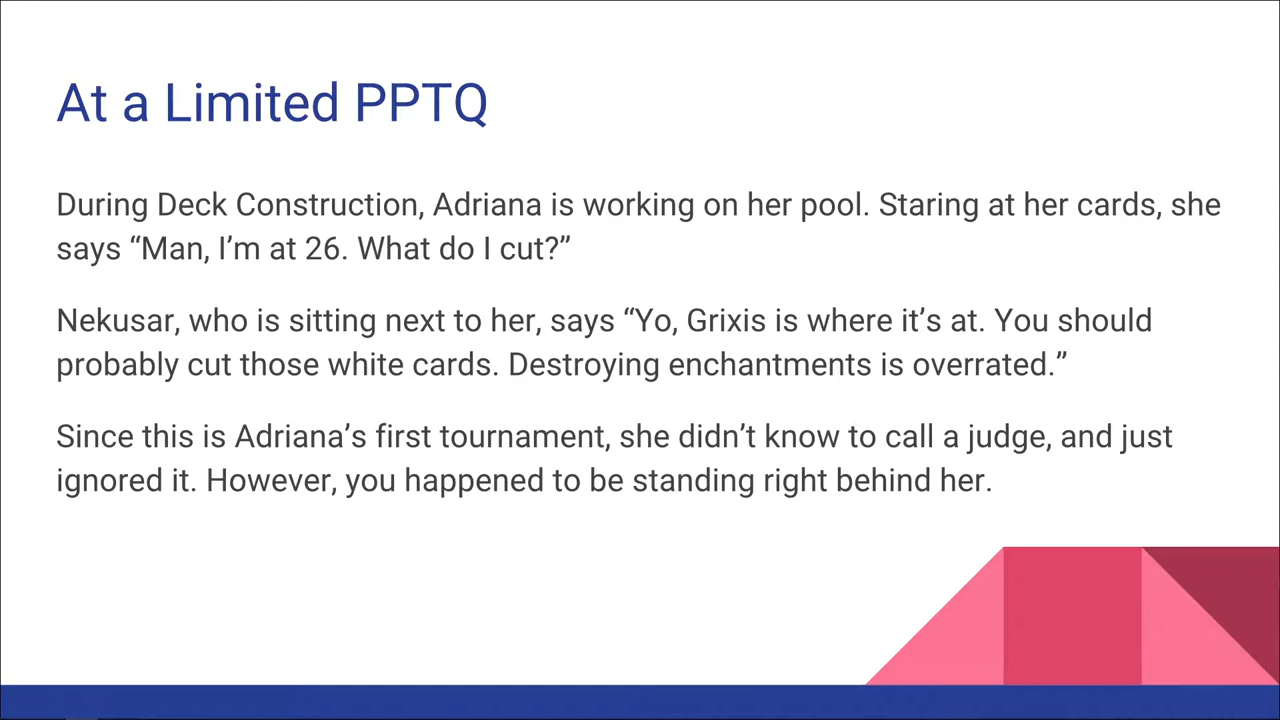 At a Limited PPTQ
During Deck Construction, Adriana is working on her pool. Staring at her cards, she
says “Man, I’m at 26. What do I cut?”
Nekusar, who is sitting next to her, says “Yo, Grixis is where it’s at. You should
probably cut those white cards. Destroying enchantments is overrated.”
Since this is Adriana’s first tournament, she didn’t know to call a judge, and just
ignored it. However, you happened to be standing right behind her.